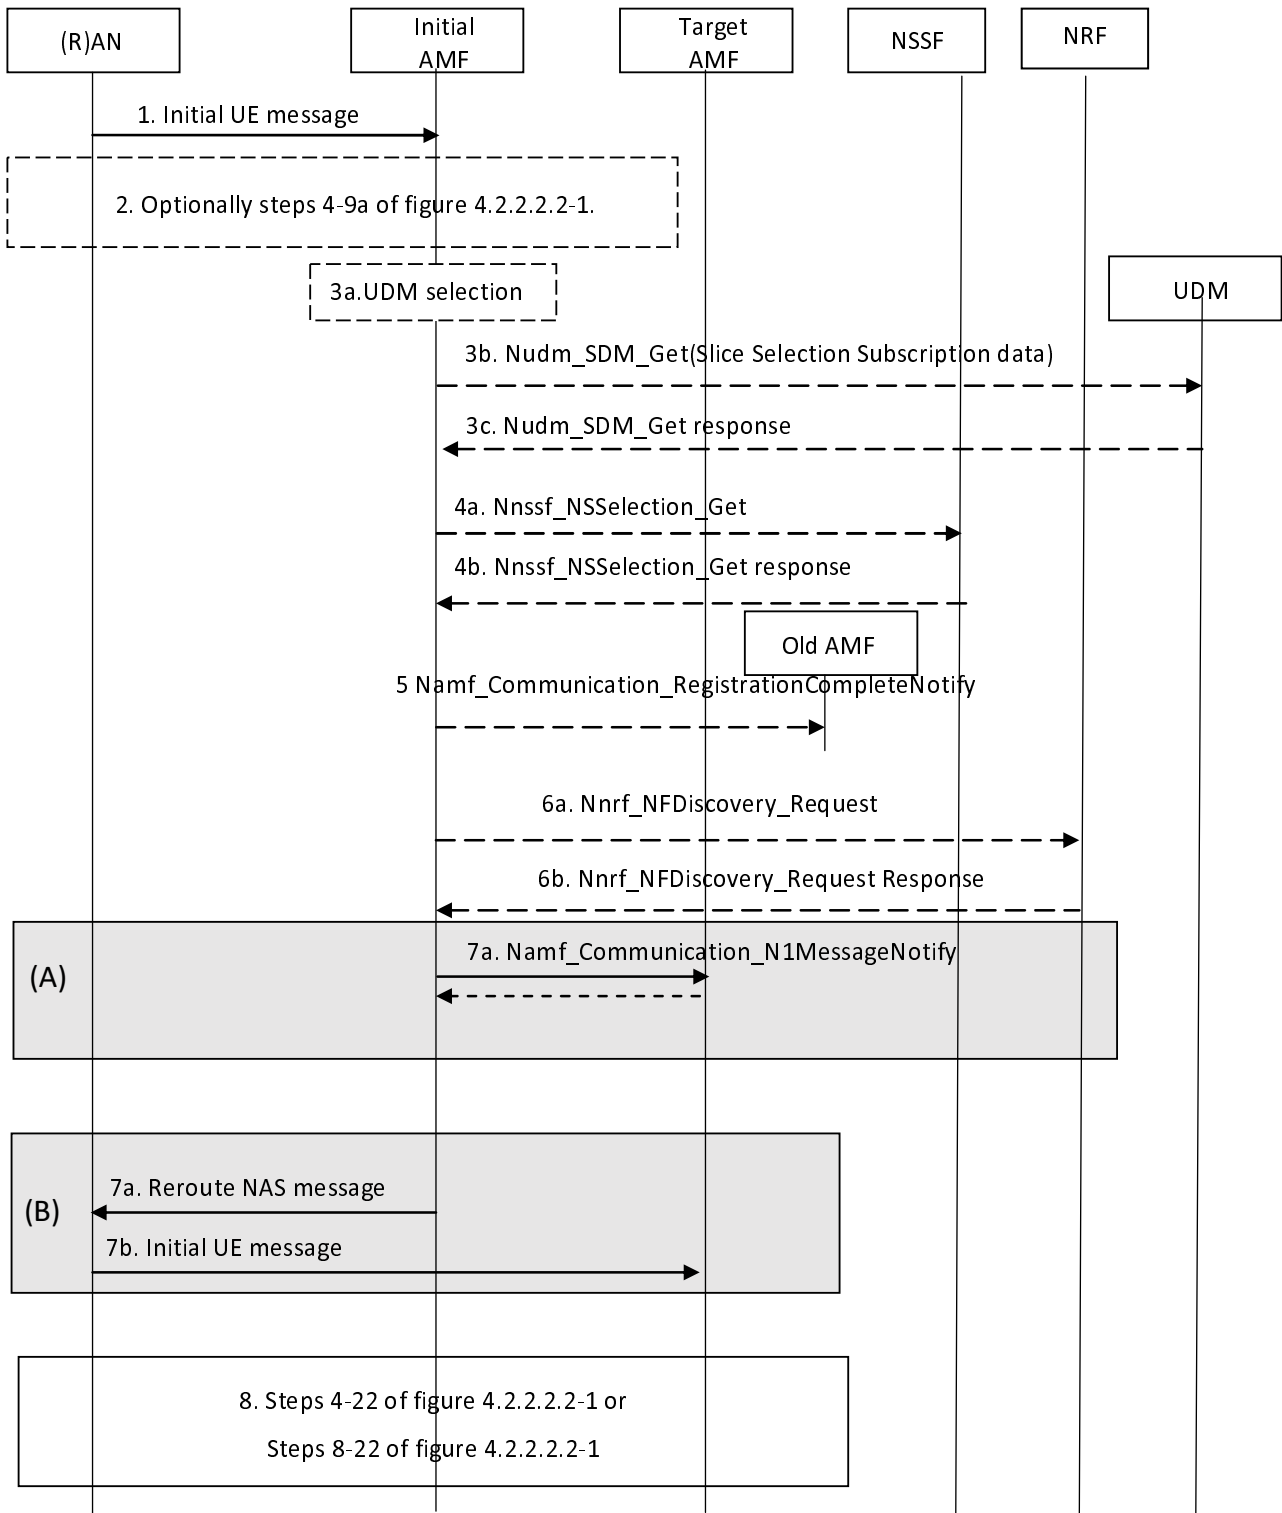 (R)AN
Initial
AMF
Target
AMF
NSSF
NRF
1. Initial UE message
2. Optionally steps 4-9a of figure 4.2.2.2.2-1.
3a.UDM selection
UDM
3b. Nudm_SDM_Get(Slice Selection Subscription data)
3c. Nudm_SDM_Get response
4a. Nnssf_NSSelection_Get
4b. Nnssf_NSSelection_Get response
Old AMF
5 Namf_Communication_RegistrationCompleteNotify
6a. Nnrf_NFDiscovery_Request
6b. Nnrf_NFDiscovery_Request Response
(A)
7a. Namf_Communication_N1MessageNotify
(B)
7a. Reroute NAS message
7b. Initial UE message
8. Steps 4-22 of figure 4.2.2.2.2-1 or
Steps 8-22 of figure 4.2.2.2.2-1